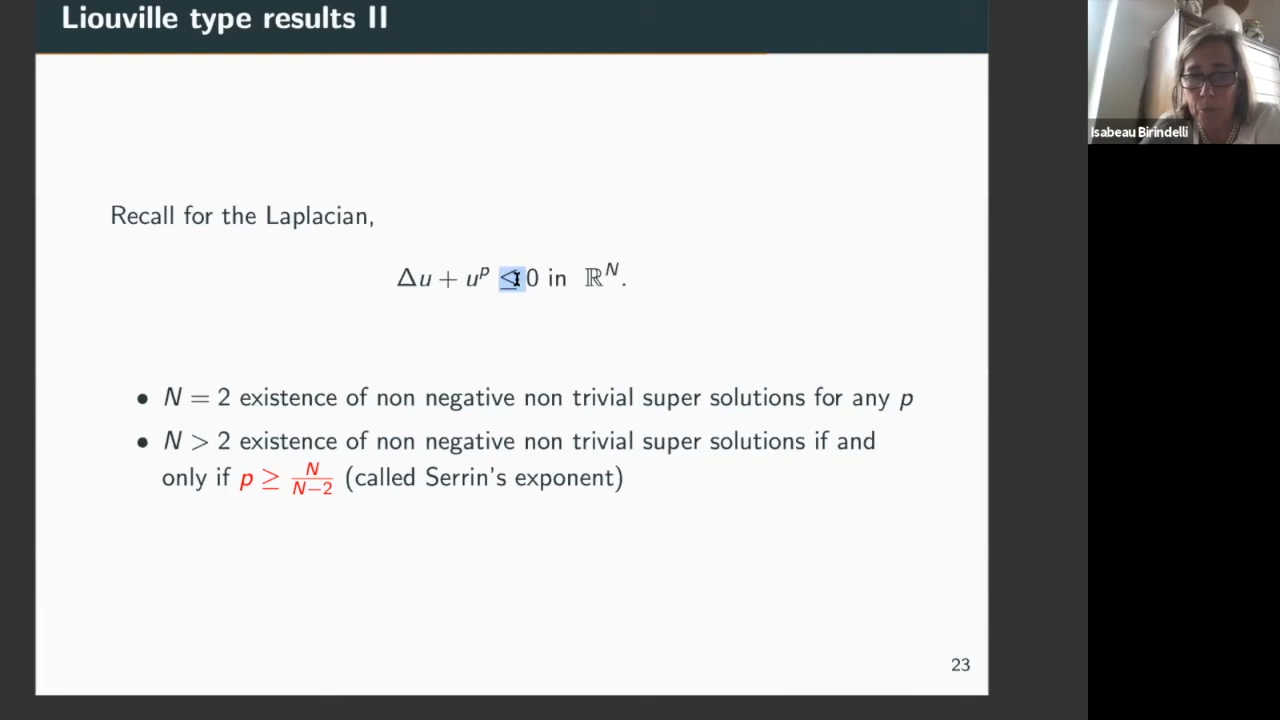 Liouville type results II
Isabeau Birindelli
Recall for the Laplacian,
Δu + u^p ≤ 0 in ℝ^N.
• N = 2 existence of non negative non trivial super solutions for any p
• N > 2 existence of non negative non trivial super solutions if and
only if p ≥ N/(N−2) (called Serrin's exponent)
23